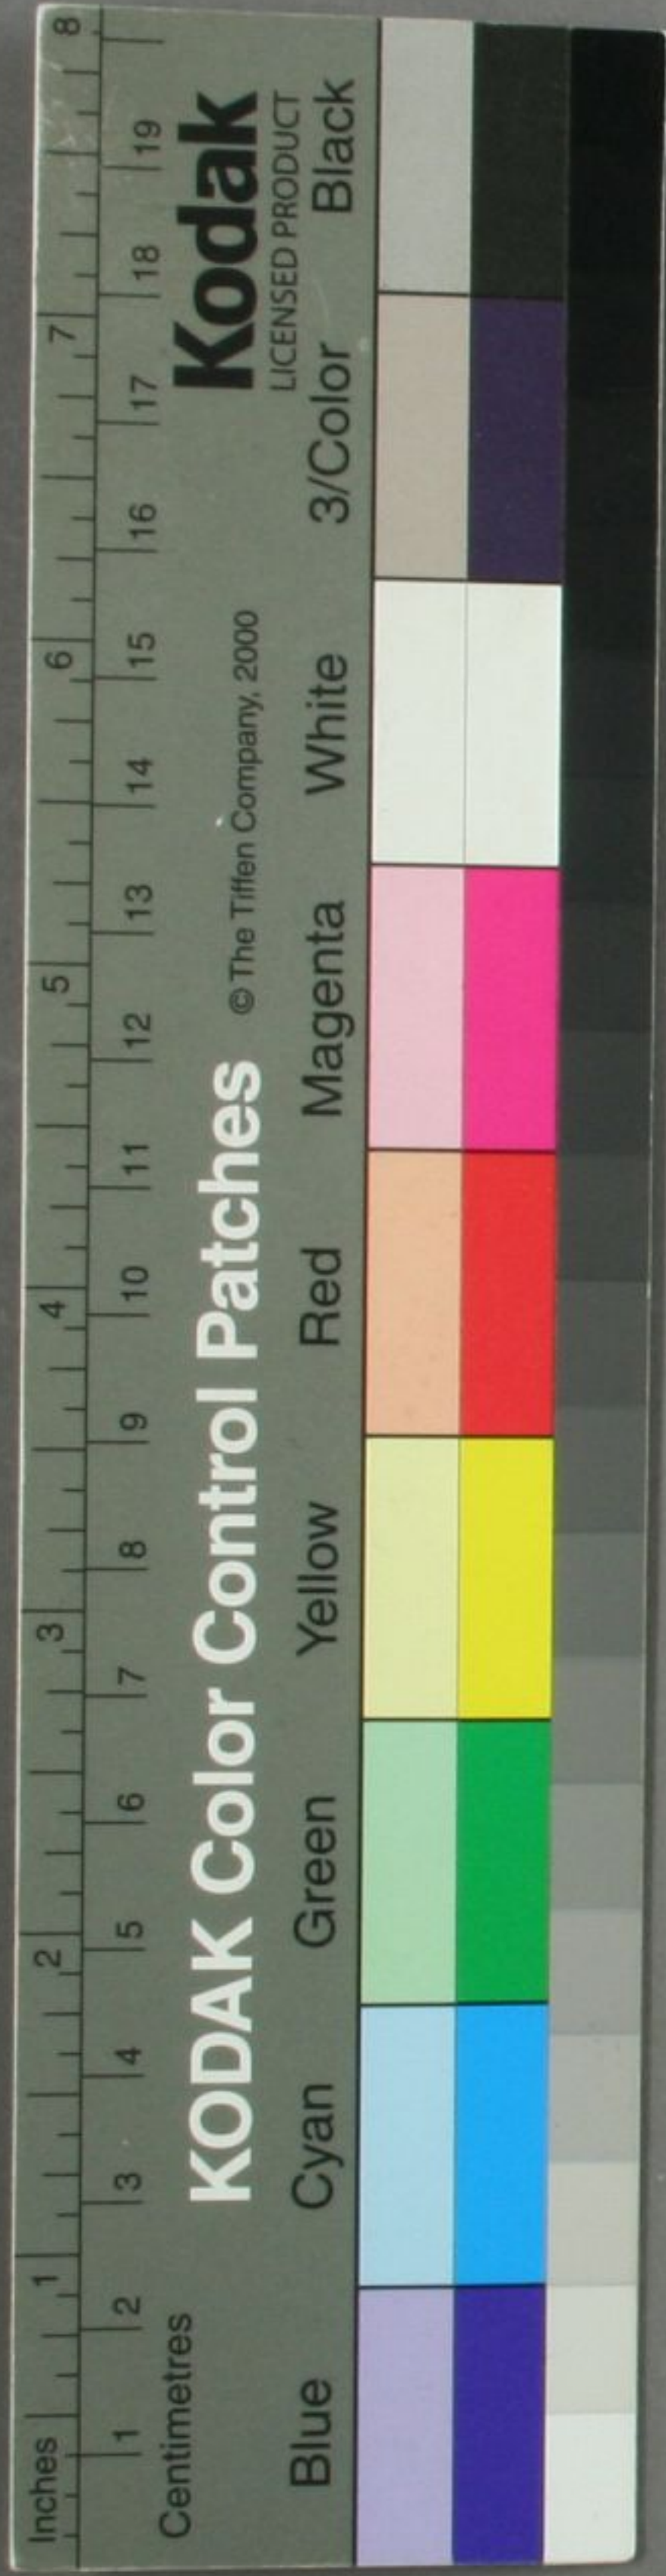 Inches 1 2 3 4 5 6 7 8
1 2 3 4 5 6 7 8 9 10 11 12 13 14 15 16 17 18 19
Centimetres
KODAK Color Control Patches © The Tiffen Company, 2000 Kodak
LICENSED PRODUCT
Blue Cyan Green Yellow Red Magenta White 3/Color Black